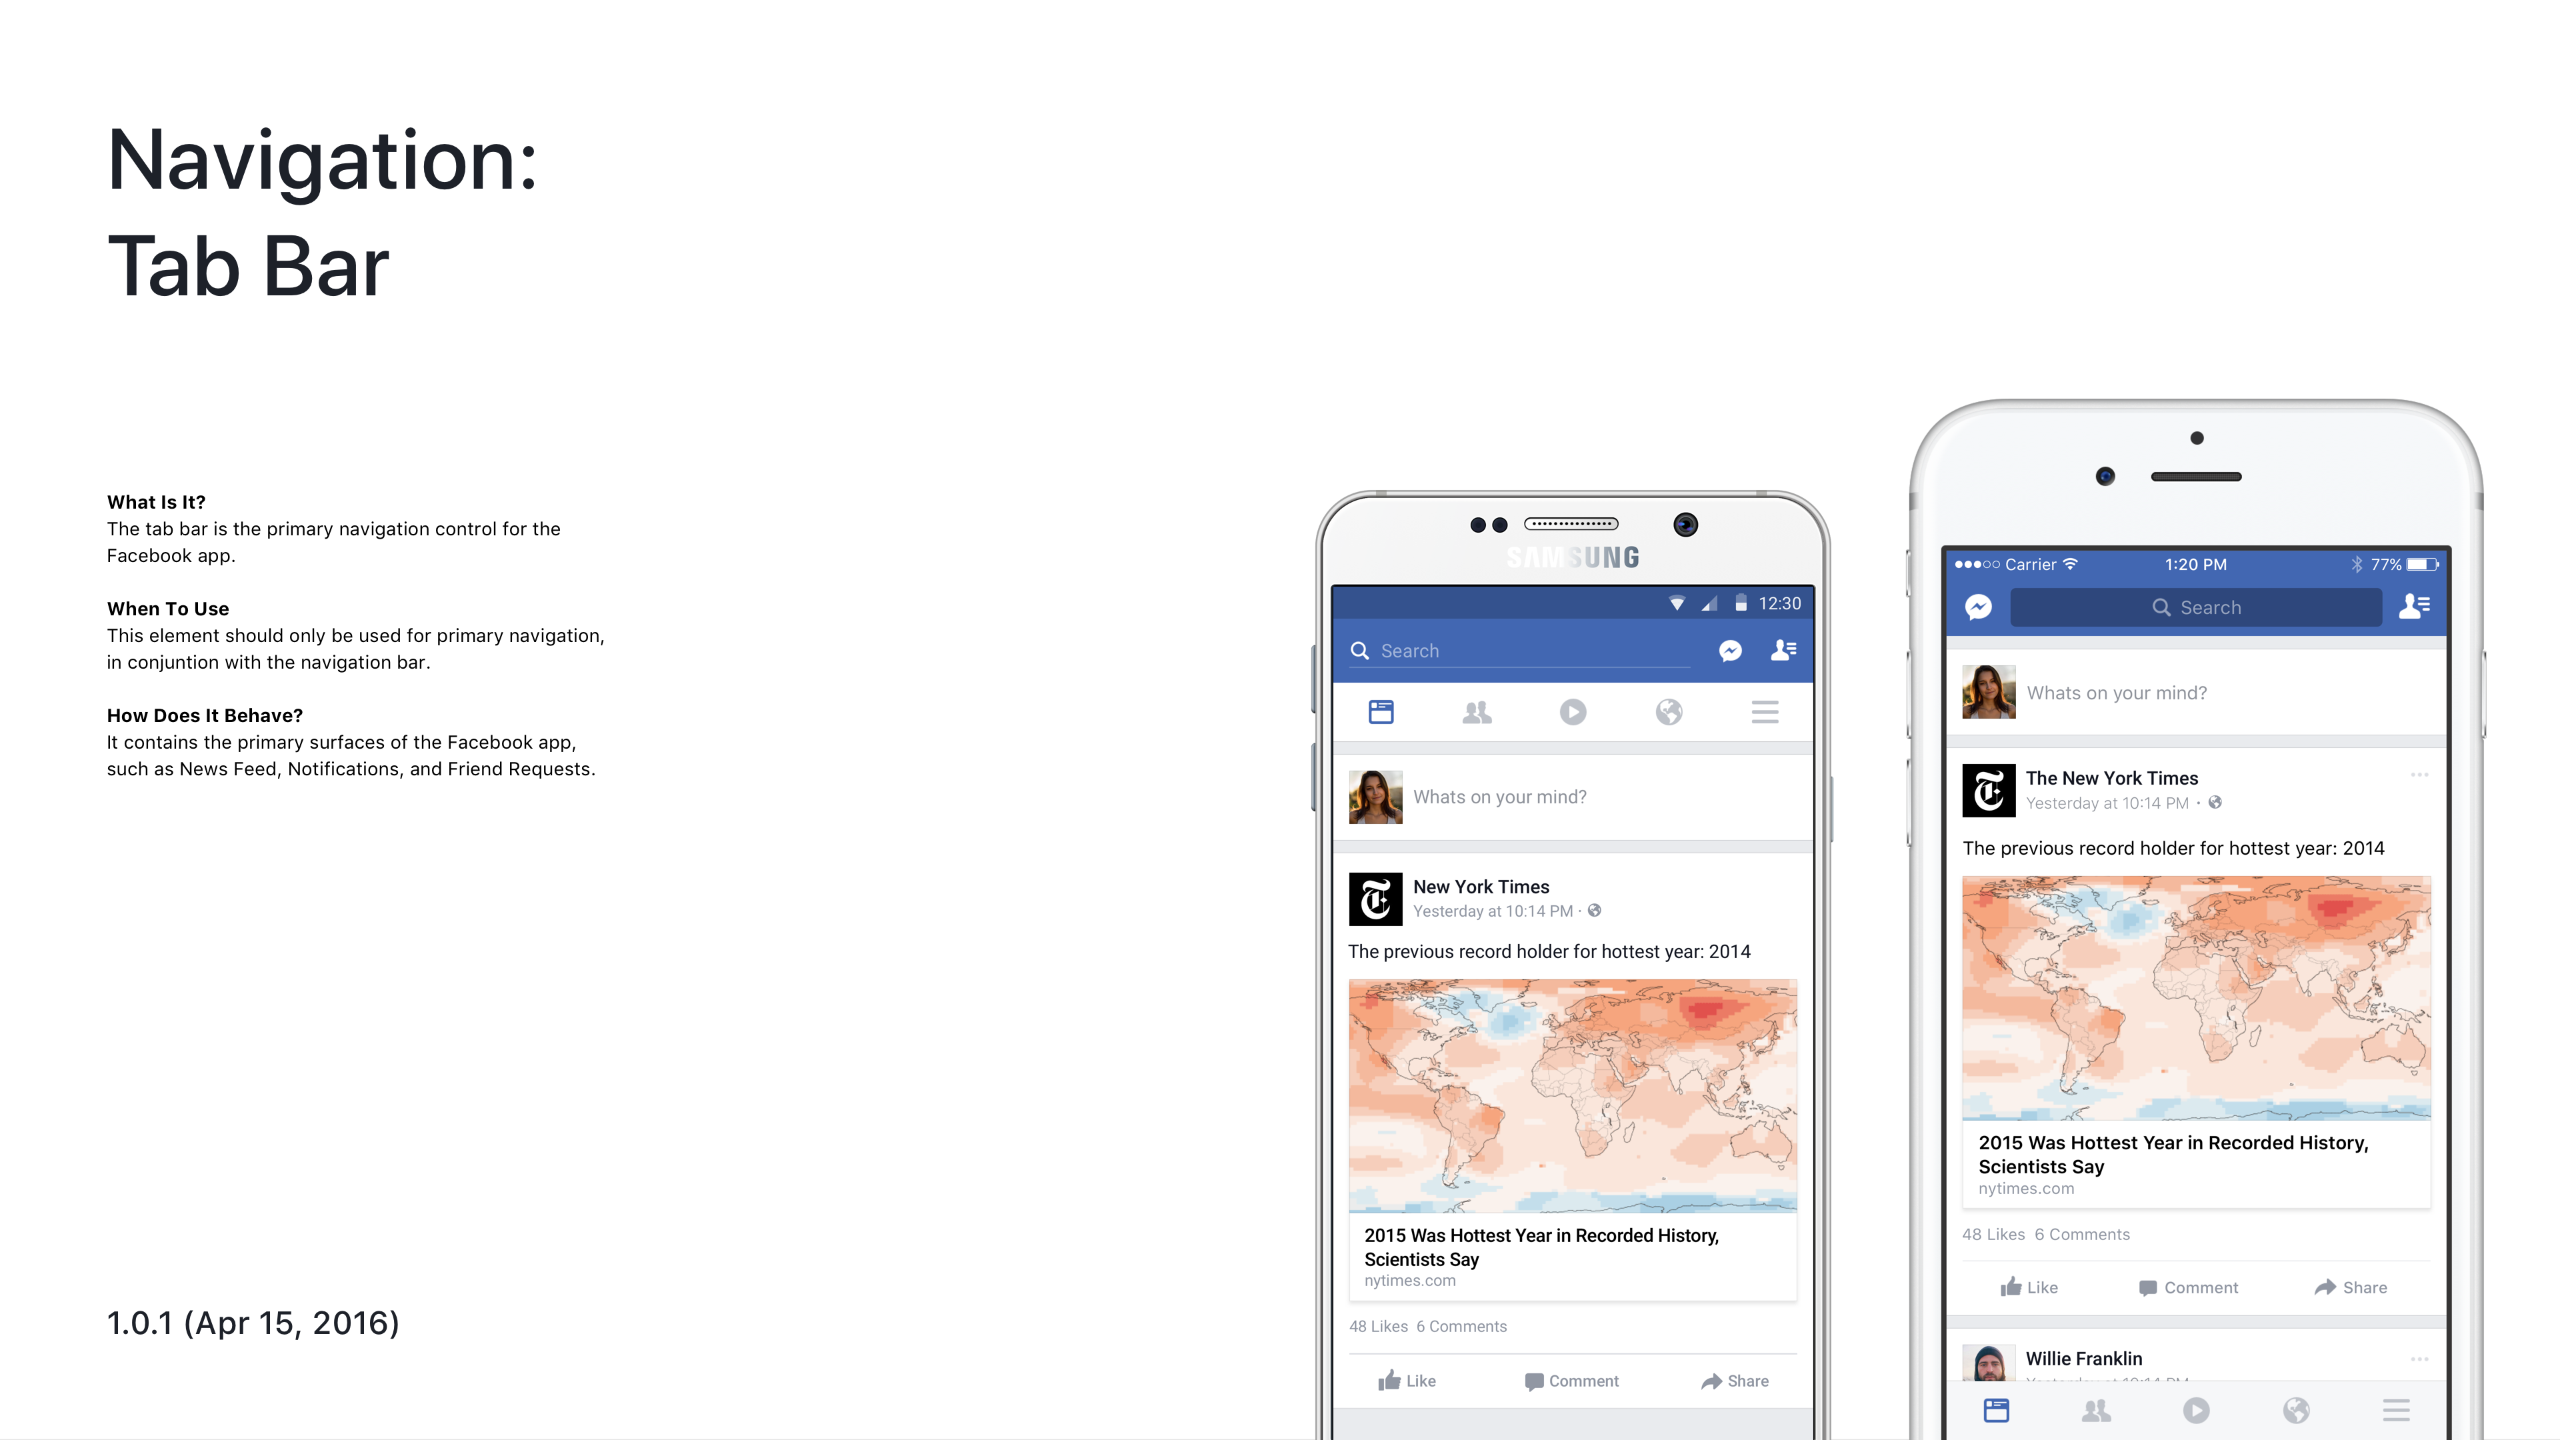 Navigation:
Tab Bar
What Is It?
The tab bar is the primary navigation control for the
Facebook app.
When To Use
This element should only be used for primary navigation,
in conjuntion with the navigation bar.
How Does It Behave?
It contains the primary surfaces of the Facebook app,
such as News Feed, Notifications, and Friend Requests.
1.0.1 (Apr 15, 2016)
SAMSUNG
12:30
Search
Whats on your mind?
New York Times
Yesterday at 10:14 PM ·
The previous record holder for hottest year: 2014
2015 Was Hottest Year in Recorded History,
Scientists Say
nytimes.com
48 Likes 6 Comments
Like Comment Share
Carrier 1:20 PM 77%
Search
Whats on your mind?
The New York Times
Yesterday at 10:14 PM ·
The previous record holder for hottest year: 2014
2015 Was Hottest Year in Recorded History,
Scientists Say
nytimes.com
48 Likes 6 Comments
Like Comment Share
Willie Franklin